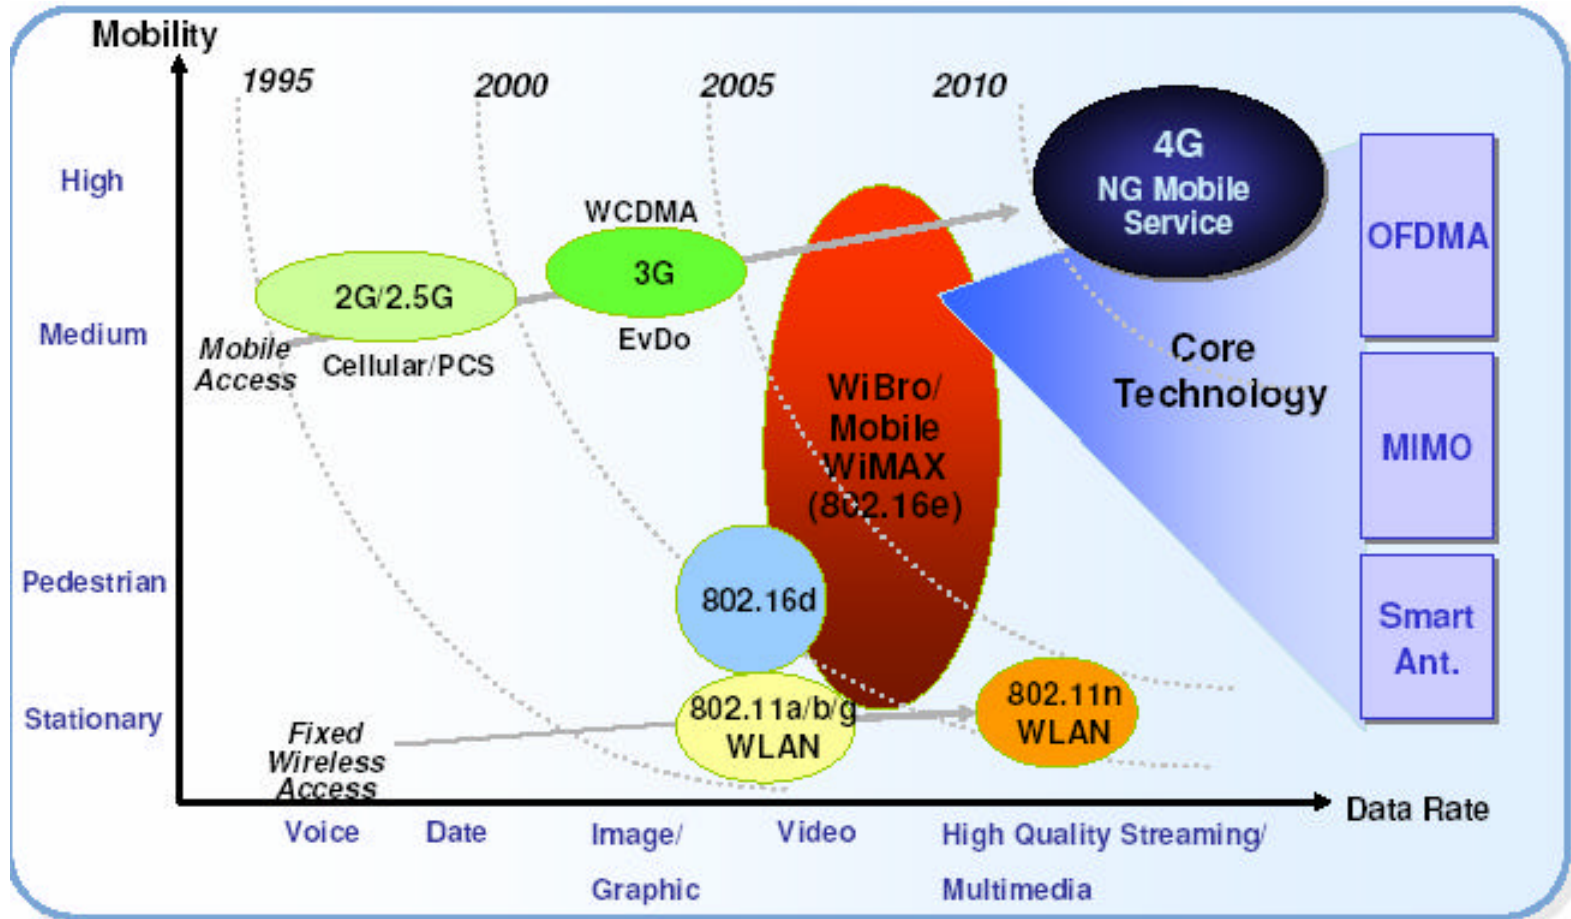 Mobility
1995
2000
2005
2010
High
Medium
Pedestrian
Stationary
Mobile
Access
2G/2.5G
Cellular/PCS
WCDMA
3G
EvDo
WiBro/
Mobile
WiMAX
(802.16e)
4G
NG Mobile
Service
Core
Technology
OFDMA
MIMO
Smart
Ant.
802.16d
802.11a/b/g
WLAN
802.11n
WLAN
Fixed
Wireless
Access
Data Rate
Voice
Date
Image/
Graphic
Video
High Quality Streaming/
Multimedia